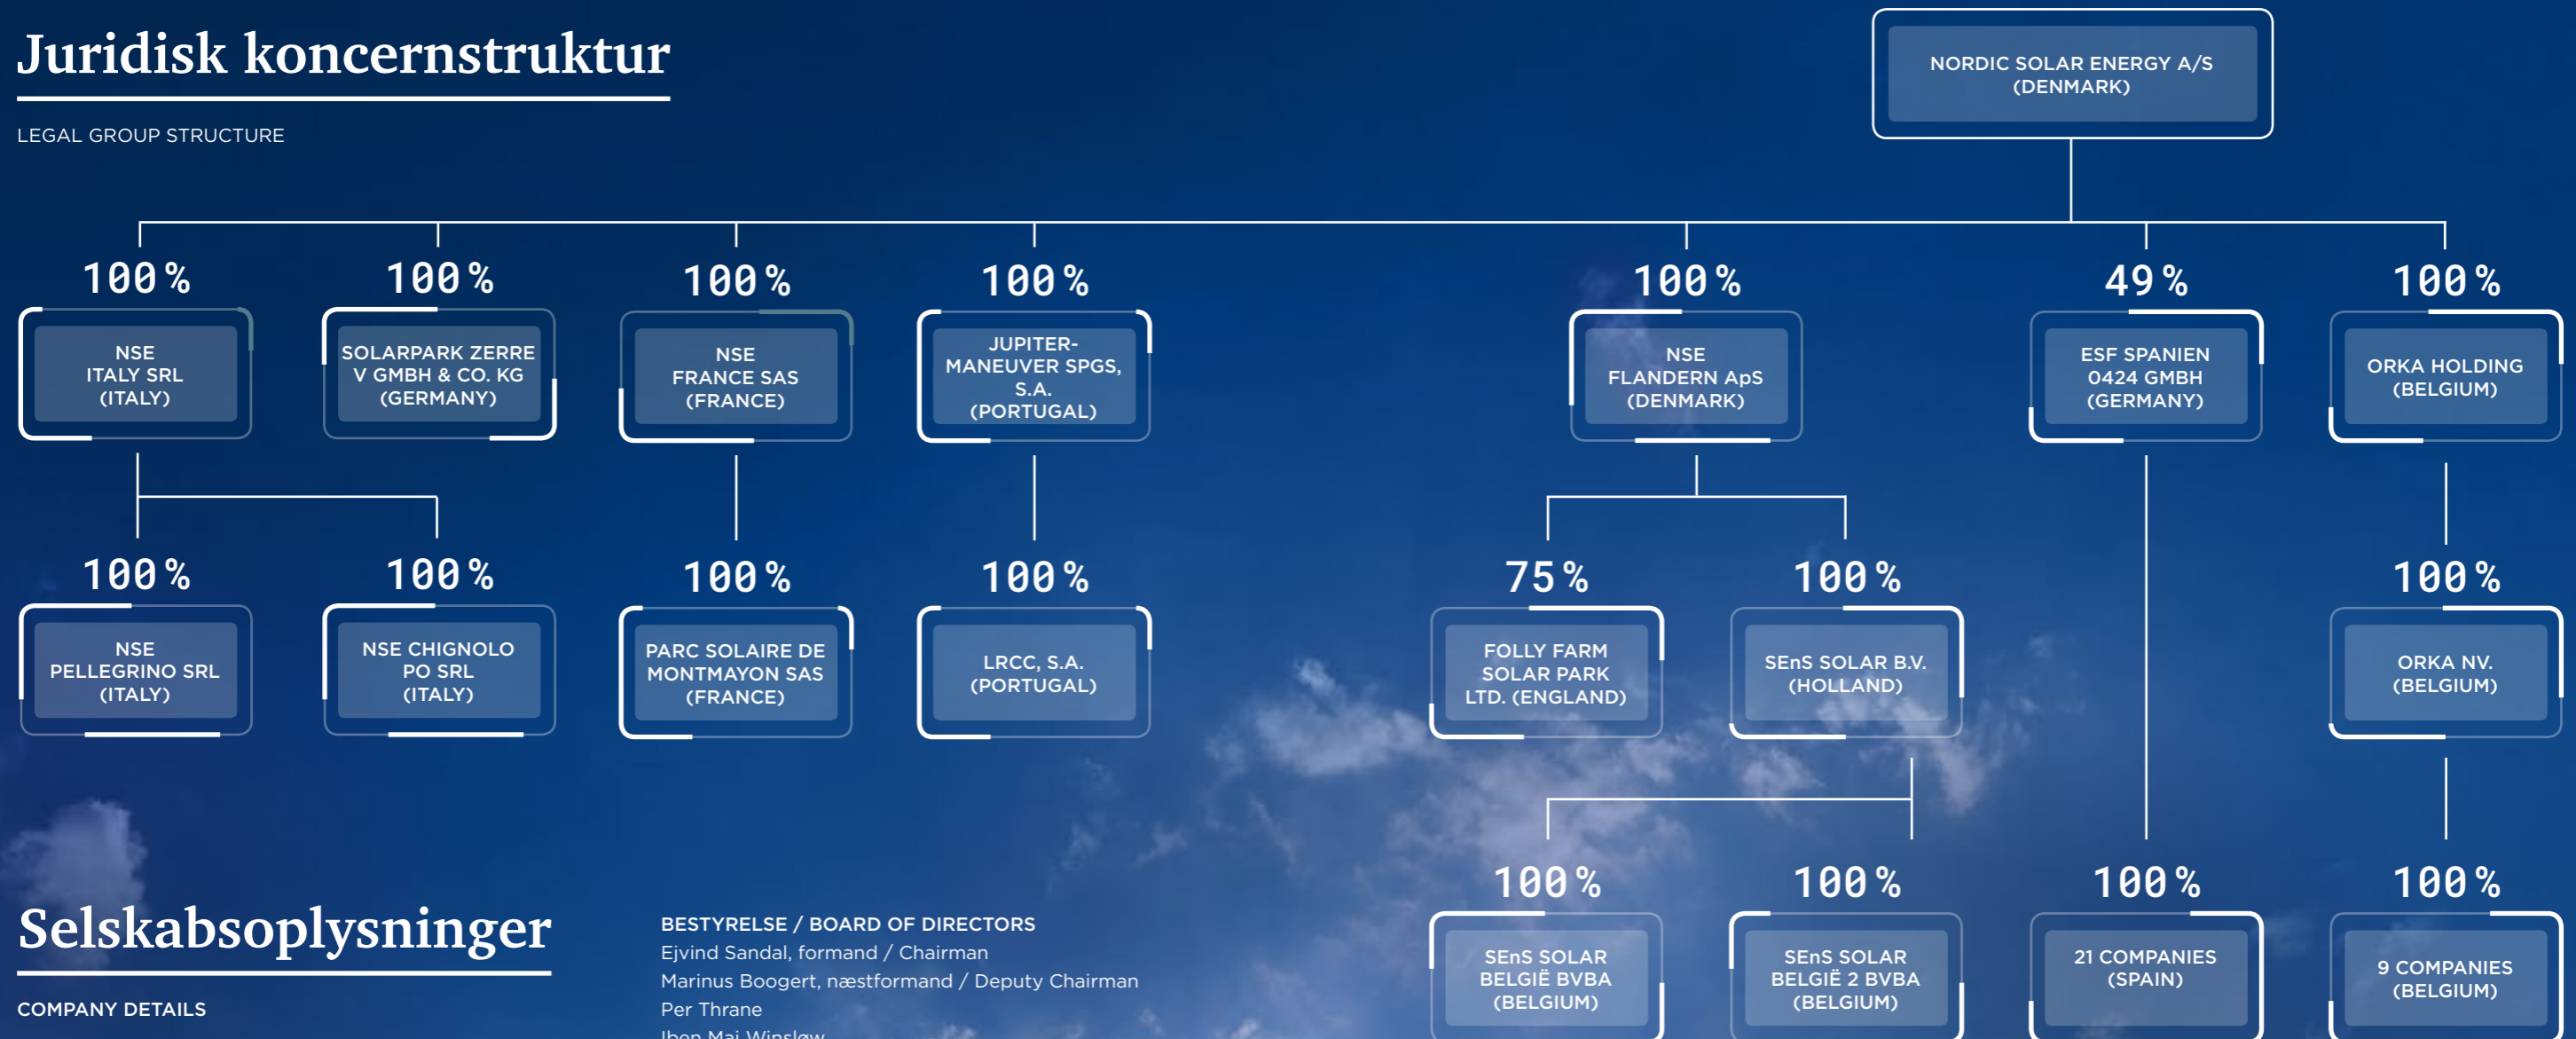 Juridisk koncernstruktur
LEGAL GROUP STRUCTURE
NORDIC SOLAR ENERGY A/S
(DENMARK)
100 %
NSE
ITALY SRL
(ITALY)
100 %
SOLARPARK ZERRE
V GMBH & CO. KG
(GERMANY)
100 %
NSE
FRANCE SAS
(FRANCE)
100 %
JUPITER-
MANEUVER SPGS,
S.A.
(PORTUGAL)
100 %
NSE
FLANDERN ApS
(DENMARK)
49 %
ESF SPANIEN
0424 GMBH
(GERMANY)
100 %
ORKA HOLDING
(BELGIUM)
100 %
NSE
PELLEGRINO SRL
(ITALY)
100 %
NSE CHIGNOLO
PO SRL
(ITALY)
100 %
PARC SOLAIRE DE
MONTMAYON SAS
(FRANCE)
100 %
LRCC, S.A.
(PORTUGAL)
75 %
FOLLY FARM
SOLAR PARK
LTD. (ENGLAND)
100 %
SEnS SOLAR B.V.
(HOLLAND)
100 %
ORKA NV.
(BELGIUM)
100 %
SEnS SOLAR
BELGIË BVBA
(BELGIUM)
100 %
SEnS SOLAR
BELGIË 2 BVBA
(BELGIUM)
100 %
21 COMPANIES
(SPAIN)
100 %
9 COMPANIES
(BELGIUM)
Selskabsoplysninger
COMPANY DETAILS
BESTYRELSE / BOARD OF DIRECTORS
Ejvind Sandal, formand / Chairman
Marinus Boogert, næstformand / Deputy Chairman
Per Thrane
Iben Mai Winsløw